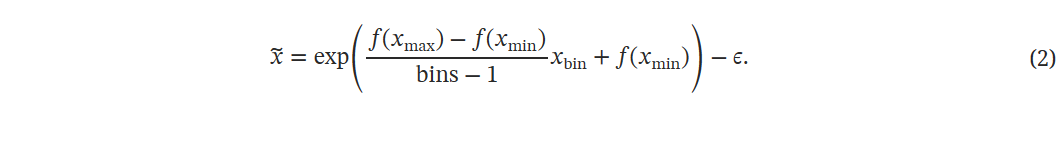 x̃ = exp( (f(x_max) − f(x_min)) / (bins − 1) x_bin + f(x_min) ) − ϵ. (2)